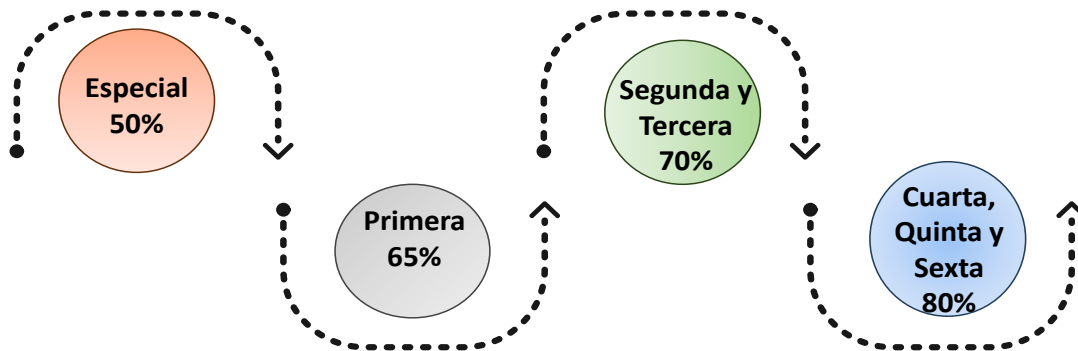 Especial
50%
Primera
65%
Segunda y
Tercera
70%
Cuarta,
Quinta y
Sexta
80%